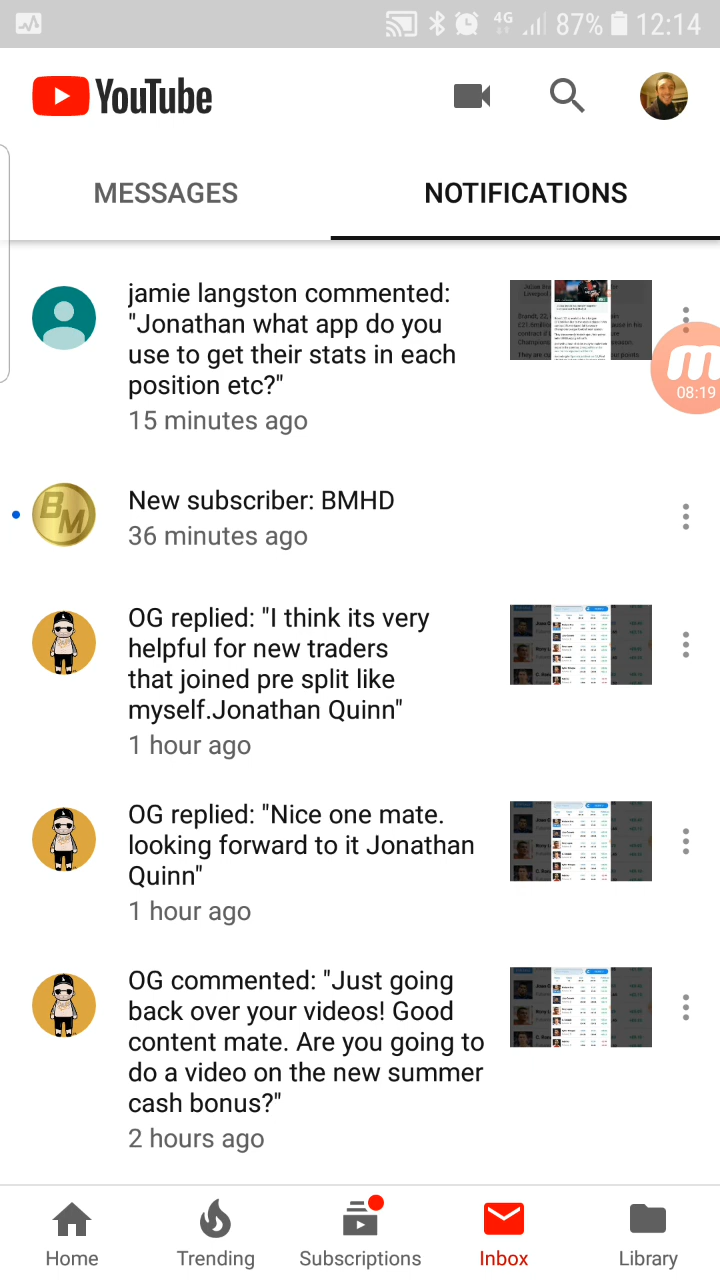 4G 87% 12:14
YouTube
MESSAGES NOTIFICATIONS
jamie langston commented:
"Jonathan what app do you
use to get their stats in each
position etc?"
15 minutes ago
08:19
BM
New subscriber: BMHD
36 minutes ago
OG replied: "I think its very
helpful for new traders
that joined pre split like
myself.Jonathan Quinn"
1 hour ago
OG replied: "Nice one mate.
looking forward to it Jonathan
Quinn"
1 hour ago
OG commented: "Just going
back over your videos! Good
content mate. Are you going to
do a video on the new summer
cash bonus?"
2 hours ago
Home Trending Subscriptions Inbox Library